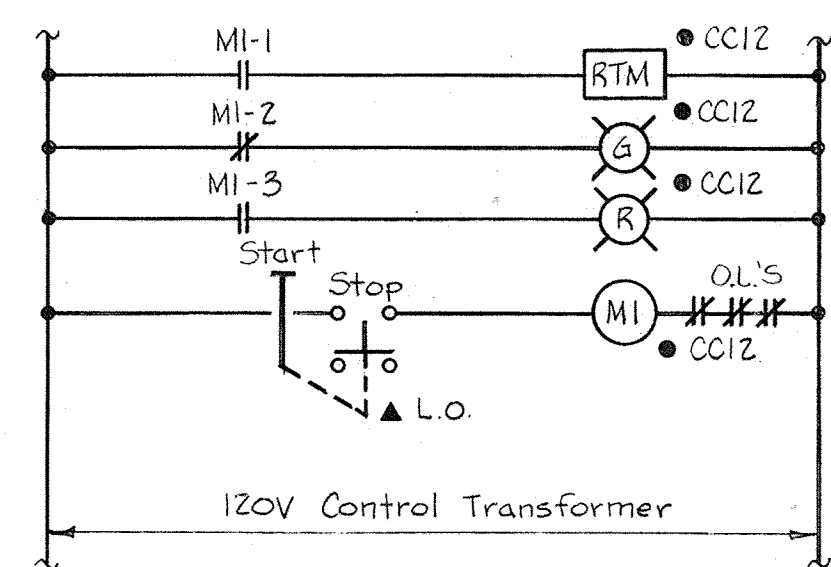 M1-1
CC12
RTM
M1-2
CC12
G
M1-3
CC12
R
Start
Stop
O.L.'S
M1
CC12
L.O.
120V Control Transformer